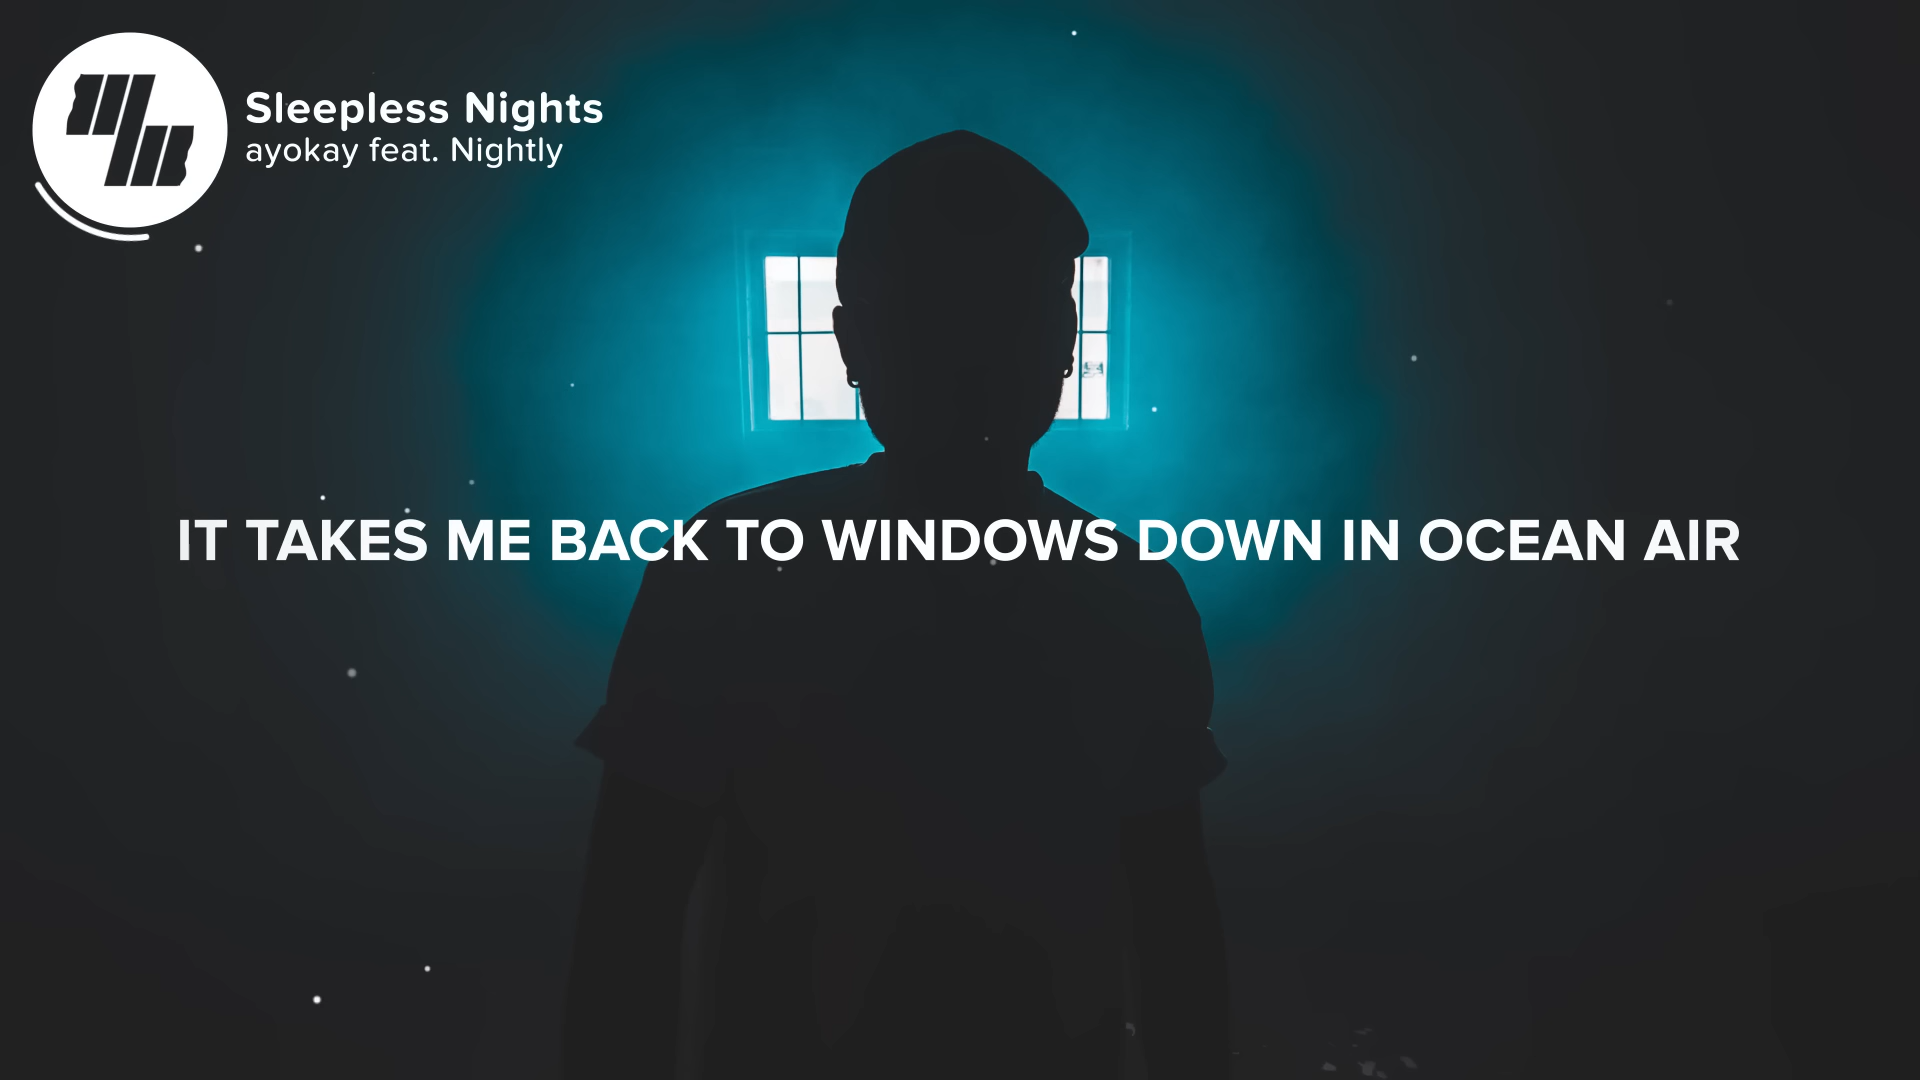 Sleepless Nights
ayokay feat. Nightly
IT TAKES ME BACK TO WINDOWS DOWN IN OCEAN AIR